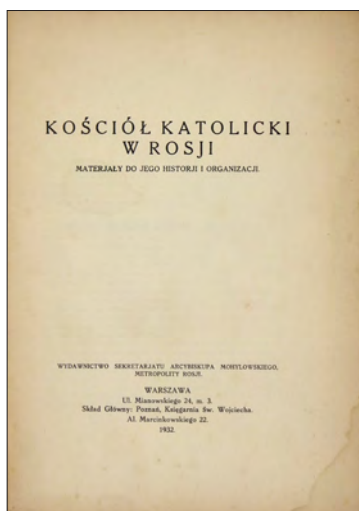 KOŚCIÓŁ KATOLICKI
W ROSJI
MATERJAŁY DO JEGO HISTORJI I ORGANIZACJI.
WYDAWNICTWO SEKRETARJATU ARCYBISKUPA MOHYLOWSKIEGO,
METROPOLITY ROSJI.
WARSZAWA
Ul. Mianowskiego 24, m. 3.
Skład Główny: Poznań, Księgarnia św. Wojciecha.
Al. Marcinkowskiego 22.
1932.